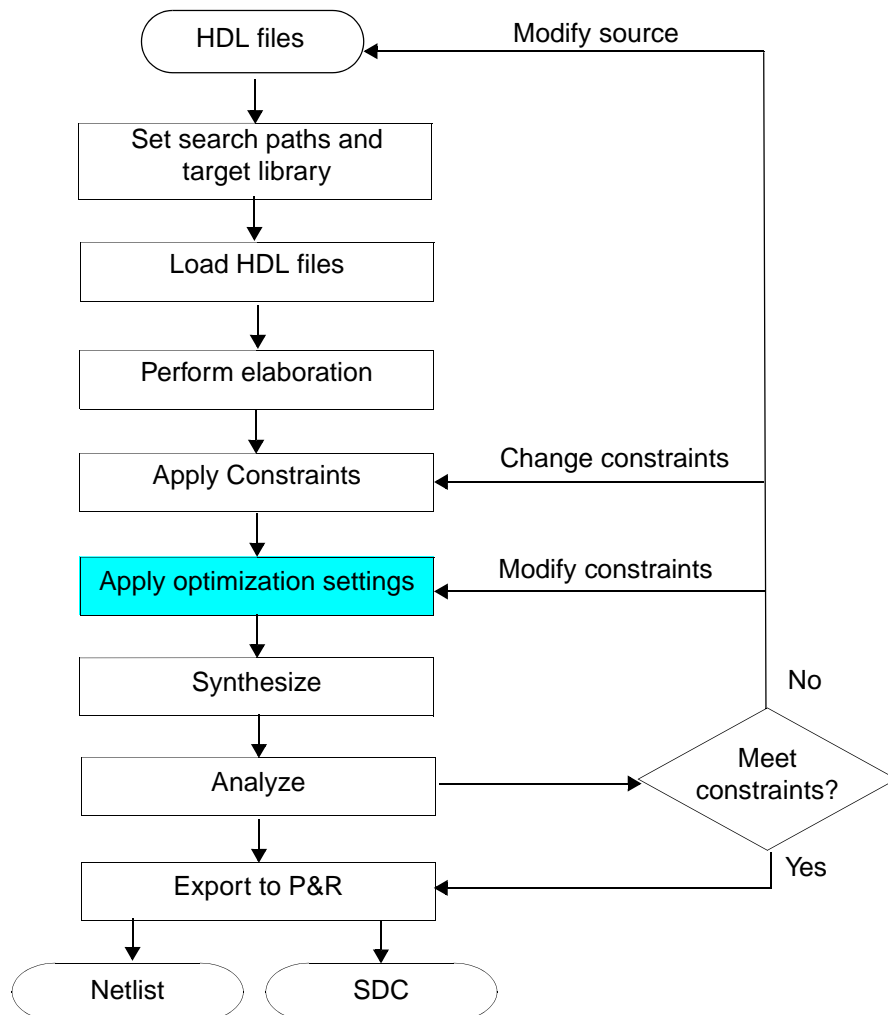 HDL files
Modify source
Set search paths and
target library
Load HDL files
Perform elaboration
Apply Constraints
Change constraints
Apply optimization settings
Modify constraints
Synthesize
No
Analyze
Meet
constraints?
Yes
Export to P&R
Netlist
SDC